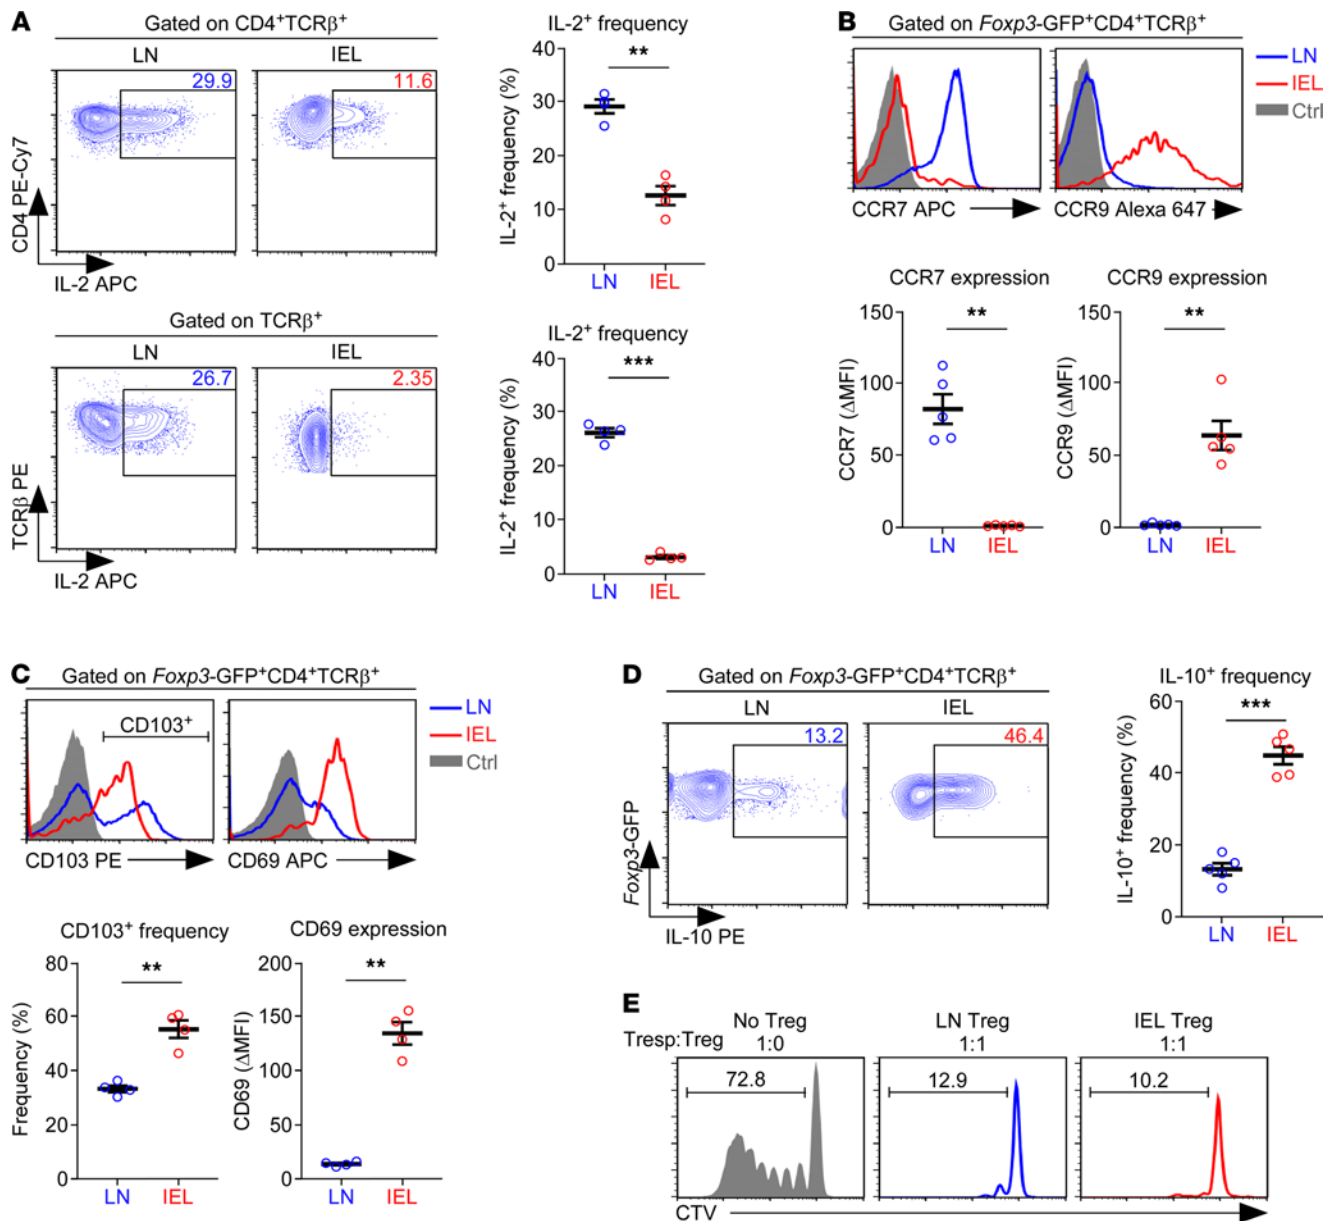 A
Gated on CD4⁺TCRβ⁺
LN
IEL
29.9
11.6
CD4 PE-Cy7
IL-2 APC
IL-2⁺ frequency
IL-2⁺ frequency (%)
40
30
20
10
0
**
LN
IEL
Gated on TCRβ⁺
LN
IEL
26.7
2.35
TCRβ PE
IL-2 APC
IL-2⁺ frequency
IL-2⁺ frequency (%)
40
30
20
10
0
***
LN
IEL
B
Gated on Foxp3-GFP⁺CD4⁺TCRβ⁺
LN
IEL
Ctrl
CCR7 APC
CCR9 Alexa 647
CCR7 expression
CCR7 (ΔMFI)
150
100
50
0
**
LN
IEL
CCR9 expression
CCR9 (ΔMFI)
150
100
50
0
**
LN
IEL
C
Gated on Foxp3-GFP⁺CD4⁺TCRβ⁺
CD103⁺
LN
IEL
Ctrl
CD103 PE
CD69 APC
CD103⁺ frequency
Frequency (%)
80
60
40
20
0
**
LN
IEL
CD69 expression
CD69 (ΔMFI)
200
150
100
50
0
**
LN
IEL
D
Gated on Foxp3-GFP⁺CD4⁺TCRβ⁺
LN
IEL
13.2
46.4
Foxp3-GFP
IL-10 PE
IL-10⁺ frequency
IL-10⁺ frequency (%)
60
40
20
0
***
LN
IEL
E
No Treg
LN Treg
IEL Treg
Tresp:Treg
1:0
1:1
1:1
72.8
12.9
10.2
CTV